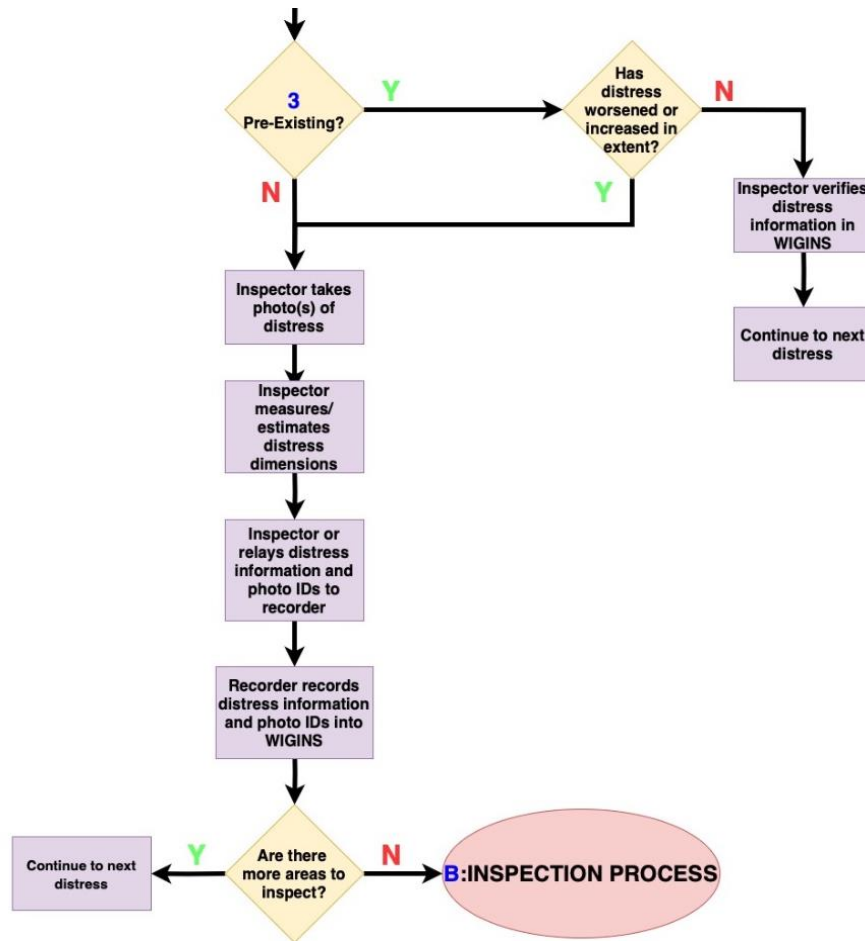 3
Pre-Existing?
Y
N
Has
distress
worsened or
increased in
extent?
N
Y
Inspector verifies
distress
information in
WIGINS
Continue to next
distress
Inspector takes
photo(s) of
distress
Inspector
measures/
estimates
distress
dimensions
Inspector or
relays distress
information and
photo IDs to
recorder
Recorder records
distress information
and photo IDs into
WIGINS
Are there
more areas to
inspect?
Y
N
Continue to next
distress
B:INSPECTION PROCESS